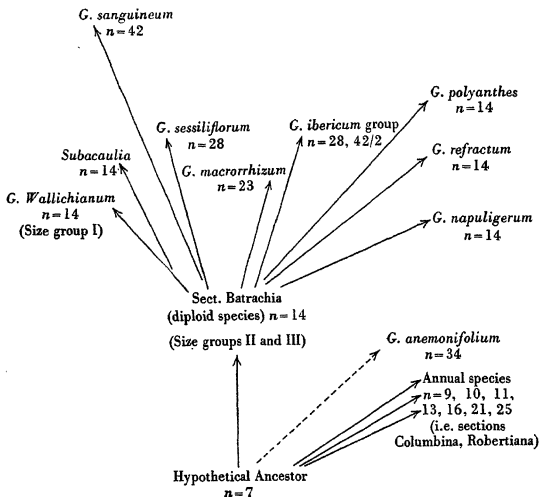 G. sanguineum
n=42
G. polyanthes
n=14
G. sessiliflorum
n=28
G. ibericum group
n=28, 42/2
Subacaulia
n=14
G. macrorrhizum
n=23
G. refractum
n=14
G. Wallichianum
n=14
(Size group I)
G. napuligerum
n=14
Sect. Batrachia
(diploid species) n=14
(Size groups II and III)
G. anemonifolium
n=34
Annual species
n=9, 10, 11,
13, 16, 21, 25
(i.e. sections
Columbina, Robertiana)
Hypothetical Ancestor
n=7